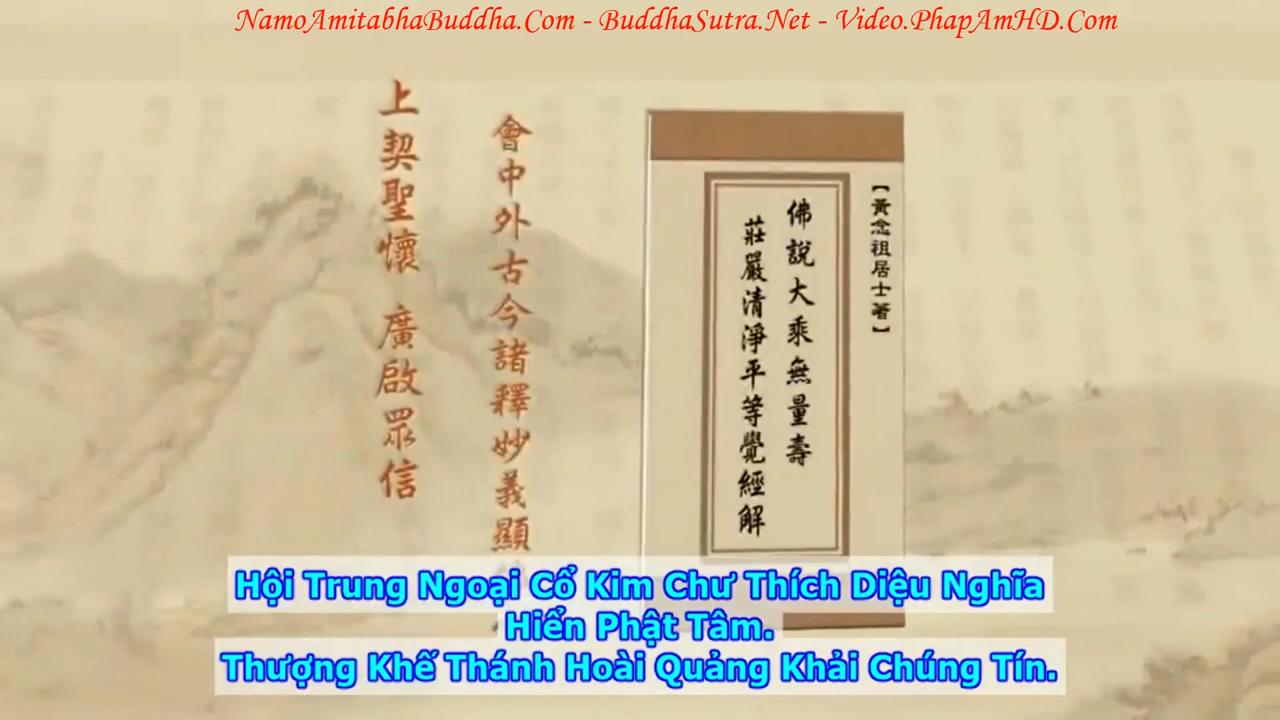 NamoAmitabhaBuddha.Com - BuddhaSutra.Net - Video.PhapAmHD.Com
【黃念祖居士著】
佛說大乘無量壽
莊嚴清淨平等覺經解
會中外古今諸釋妙義顯
上契聖懷 廣啟眾信
Hội Trung Ngoại Cổ Kim Chư Thích Diệu Nghĩa
Hiển Phật Tâm.
Thượng Khế Thánh Hoài Quảng Khải Chúng Tín.